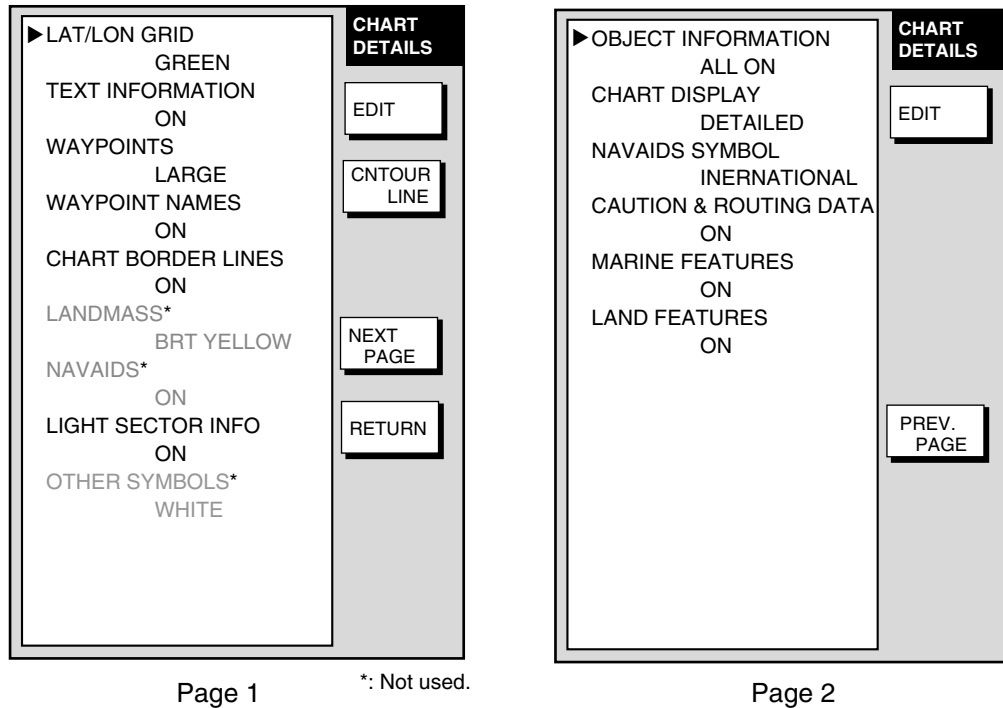 ▶LAT/LON GRID
GREEN
TEXT INFORMATION
ON
WAYPOINTS
LARGE
WAYPOINT NAMES
ON
CHART BORDER LINES
ON
LANDMASS*
BRT YELLOW
NAVAIDS*
ON
LIGHT SECTOR INFO
ON
OTHER SYMBOLS*
WHITE
CHART
DETAILS
EDIT
CNTOUR
LINE
NEXT
PAGE
RETURN
Page 1
*: Not used.
▶OBJECT INFORMATION
ALL ON
CHART DISPLAY
DETAILED
NAVAIDS SYMBOL
INERNATIONAL
CAUTION & ROUTING DATA
ON
MARINE FEATURES
ON
LAND FEATURES
ON
CHART
DETAILS
EDIT
PREV.
PAGE
Page 2